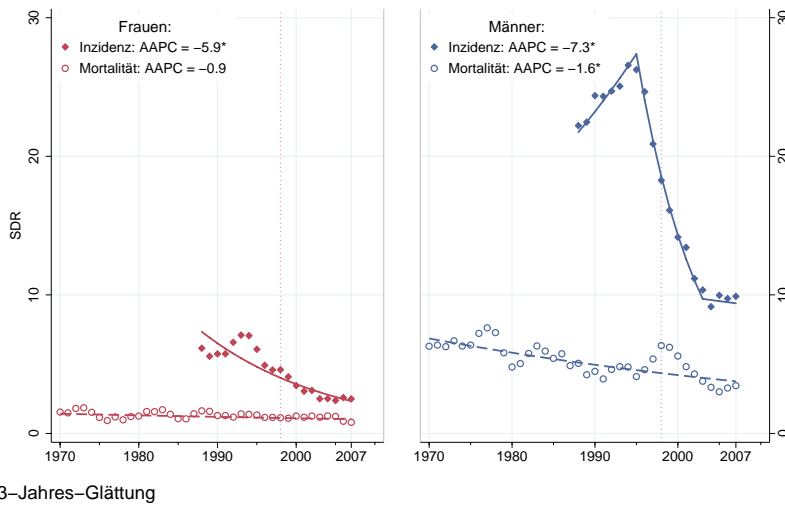 Frauen:
Inzidenz: AAPC = −5.9*
Mortalität: AAPC = −0.9
Männer:
Inzidenz: AAPC = −7.3*
Mortalität: AAPC = −1.6*
SDR
0 10 20 30
1970 1980 1990 2000 2007
1970 1980 1990 2000 2007
0 10 20 30
3−Jahres−Glättung